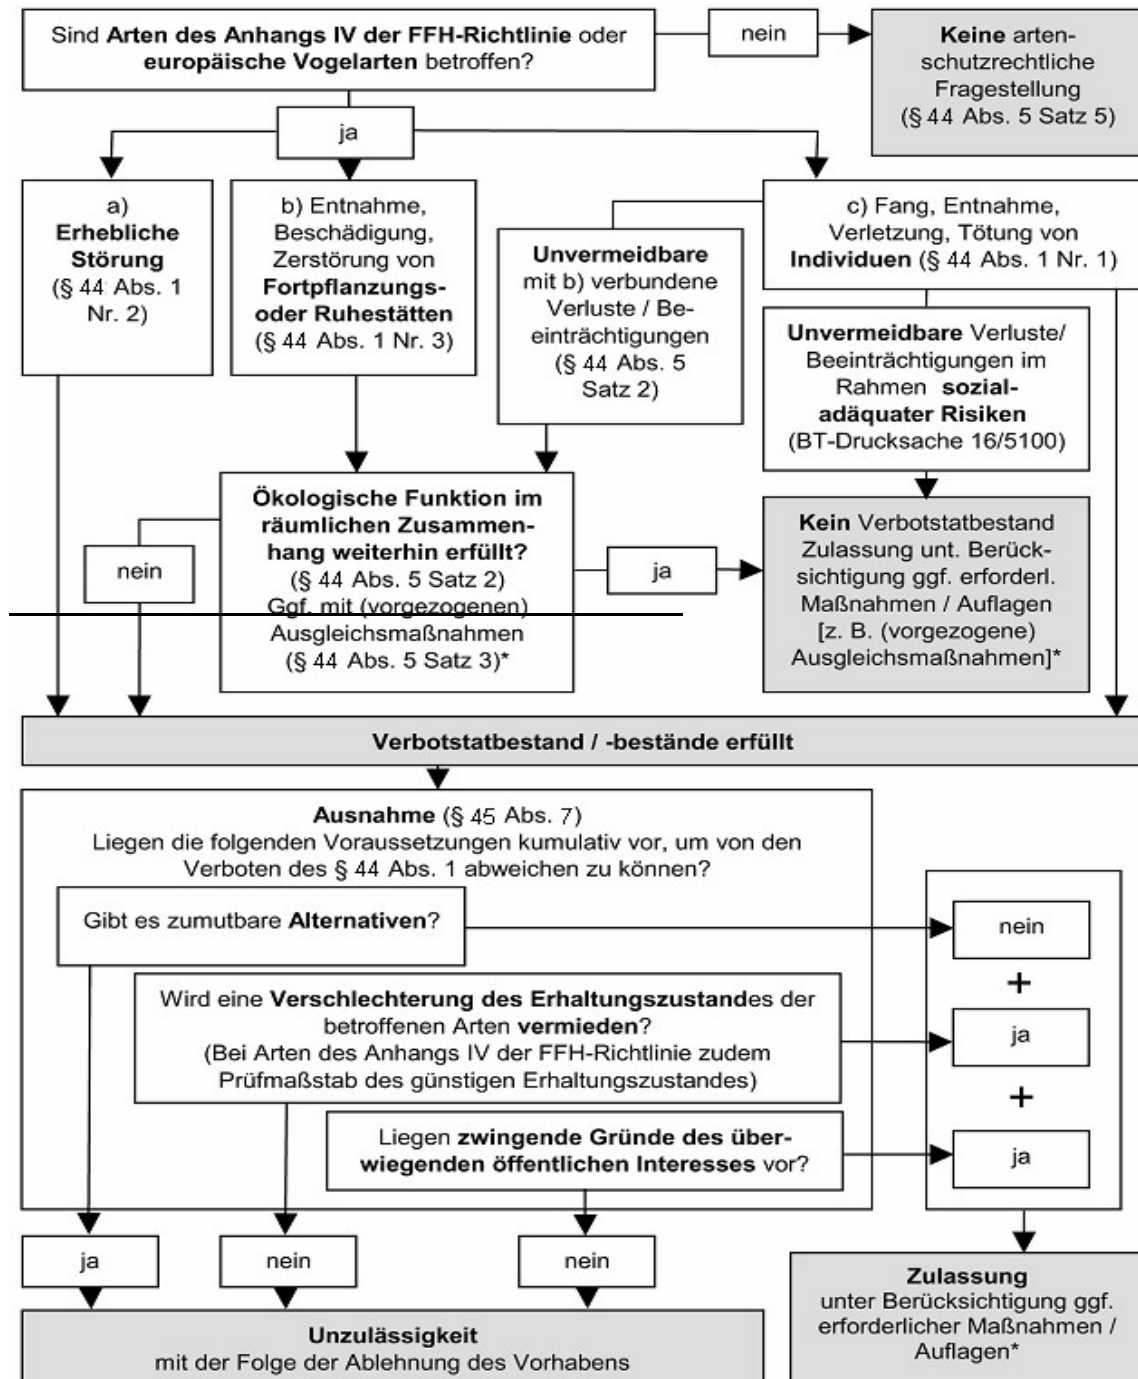 Sind Arten des Anhangs IV der FFH-Richtlinie oder
europäische Vogelarten betroffen?
nein
Keine arten-
schutzrechtliche
Fragestellung
(§ 44 Abs. 5 Satz 5)
ja
a)
Erhebliche
Störung
(§ 44 Abs. 1
Nr. 2)
b) Entnahme,
Beschädigung,
Zerstörung von
Fortpflanzungs-
oder Ruhestätten
(§ 44 Abs. 1 Nr. 3)
Unvermeidbare
mit b) verbundene
Verluste / Be-
einträchtigungen
(§ 44 Abs. 5
Satz 2)
c) Fang, Entnahme,
Verletzung, Tötung von
Individuen (§ 44 Abs. 1 Nr. 1)
Unvermeidbare Verluste/
Beeinträchtigungen im
Rahmen sozial-
adäquater Risiken
(BT-Drucksache 16/5100)
Ökologische Funktion im
räumlichen Zusammen-
hang weiterhin erfüllt?
(§ 44 Abs. 5 Satz 2)
Ggf. mit (vorgezogenen)
Ausgleichsmaßnahmen
(§ 44 Abs. 5 Satz 3)*
nein
ja
Kein Verbotstatbestand
Zulassung unt. Berück-
sichtigung ggf. erforderl.
Maßnahmen / Auflagen
[z. B. (vorgezogene)
Ausgleichsmaßnahmen]*
Verbotstatbestand / -bestände erfüllt
Ausnahme (§ 45 Abs. 7)
Liegen die folgenden Voraussetzungen kumulativ vor, um von den
Verboten des § 44 Abs. 1 abweichen zu können?
Gibt es zumutbare Alternativen?
nein
+
Wird eine Verschlechterung des Erhaltungszustandes der
betroffenen Arten vermieden?
(Bei Arten des Anhangs IV der FFH-Richtlinie zudem
Prüfmaßstab des günstigen Erhaltungszustandes)
ja
+
Liegen zwingende Gründe des über-
wiegenden öffentlichen Interesses vor?
ja
ja
nein
nein
Unzulässigkeit
mit der Folge der Ablehnung des Vorhabens
Zulassung
unter Berücksichtigung ggf.
erforderlicher Maßnahmen /
Auflagen*